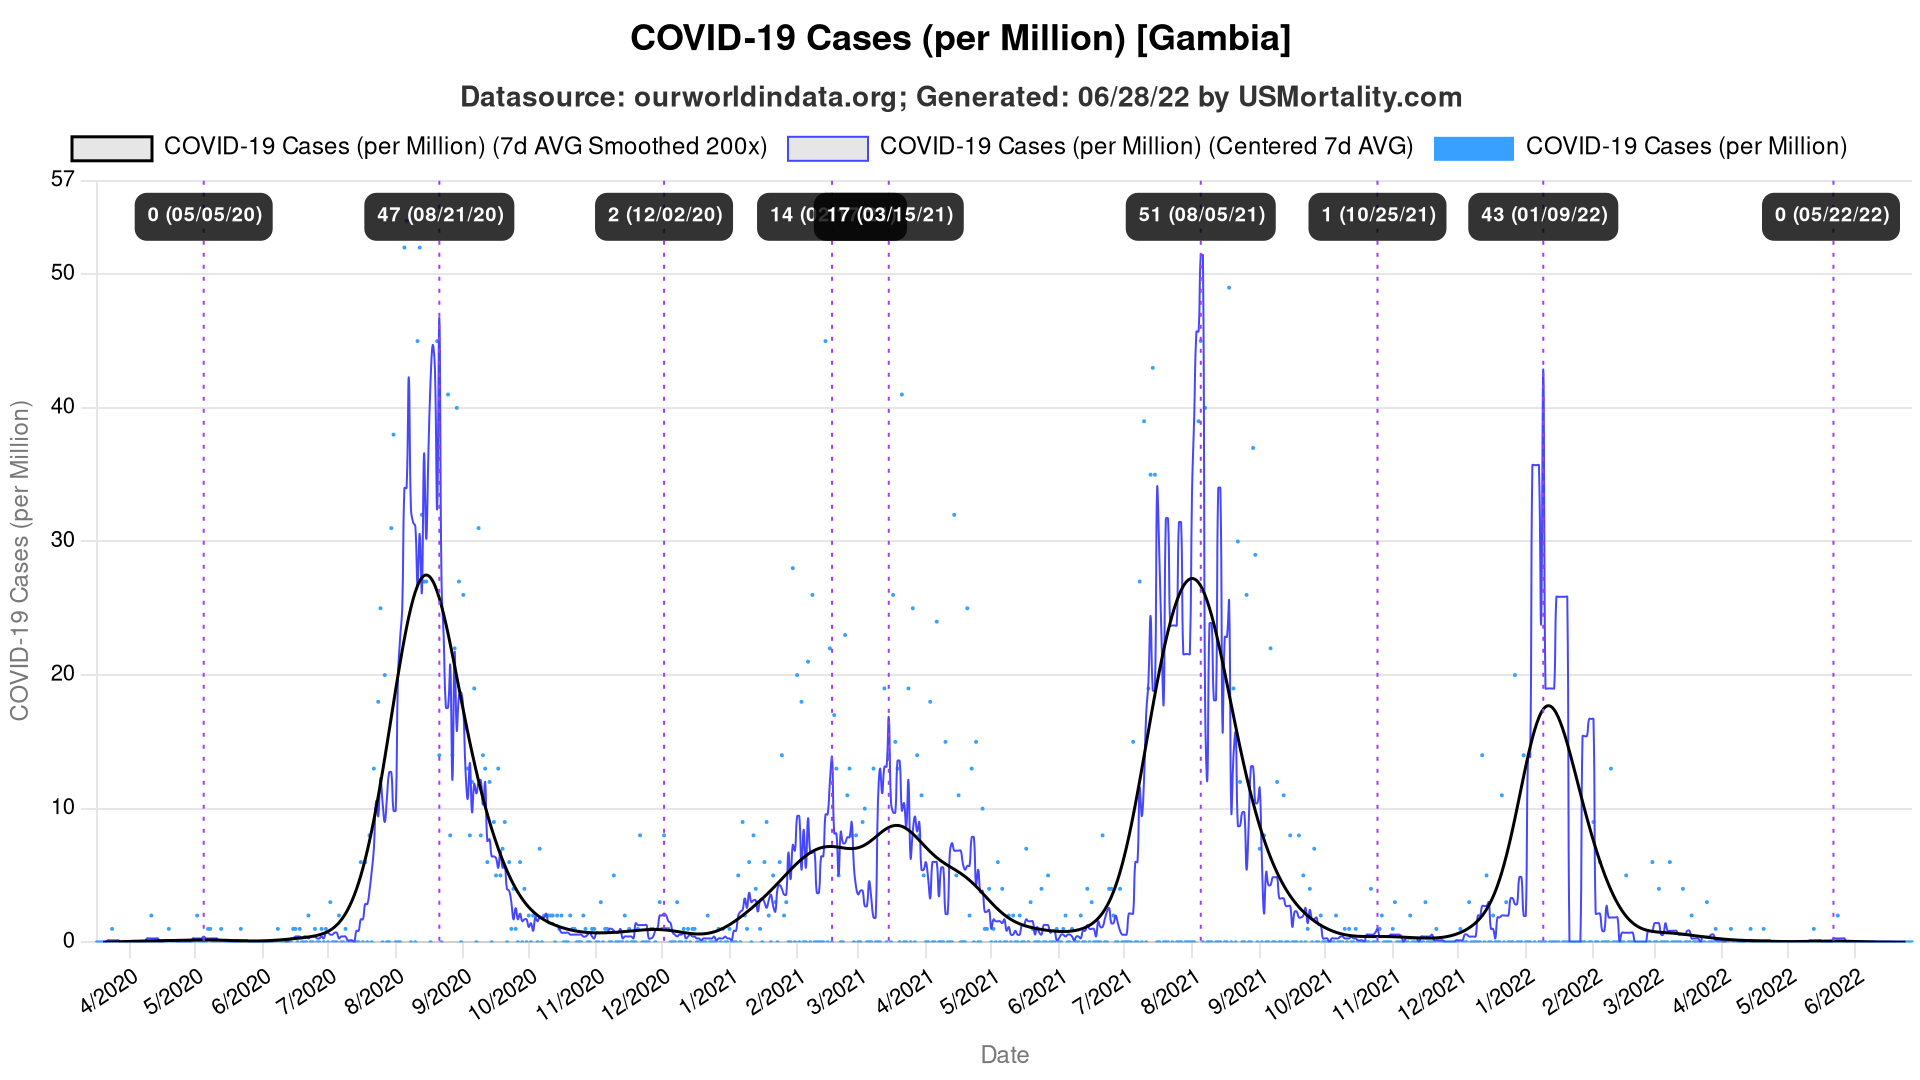 COVID-19 Cases (per Million) [Gambia]
Datasource: ourworldindata.org; Generated: 06/28/22 by USMortality.com
COVID-19 Cases (per Million) (7d AVG Smoothed 200x) COVID-19 Cases (per Million) (Centered 7d AVG) COVID-19 Cases (per Million)
57
0 (05/05/20) 47 (08/21/20) 2 (12/02/20) 14 17 (03/15/21) 51 (08/05/21) 1 (10/25/21) 43 (01/09/22) 0 (05/22/22)
50
40
30
20
10
0
COVID-19 Cases (per Million)
4/2020 5/2020 6/2020 7/2020 8/2020 9/2020 10/2020 11/2020 12/2020 1/2021 2/2021 3/2021 4/2021 5/2021 6/2021 7/2021 8/2021 9/2021 10/2021 11/2021 12/2021 1/2022 2/2022 3/2022 4/2022 5/2022 6/2022
Date